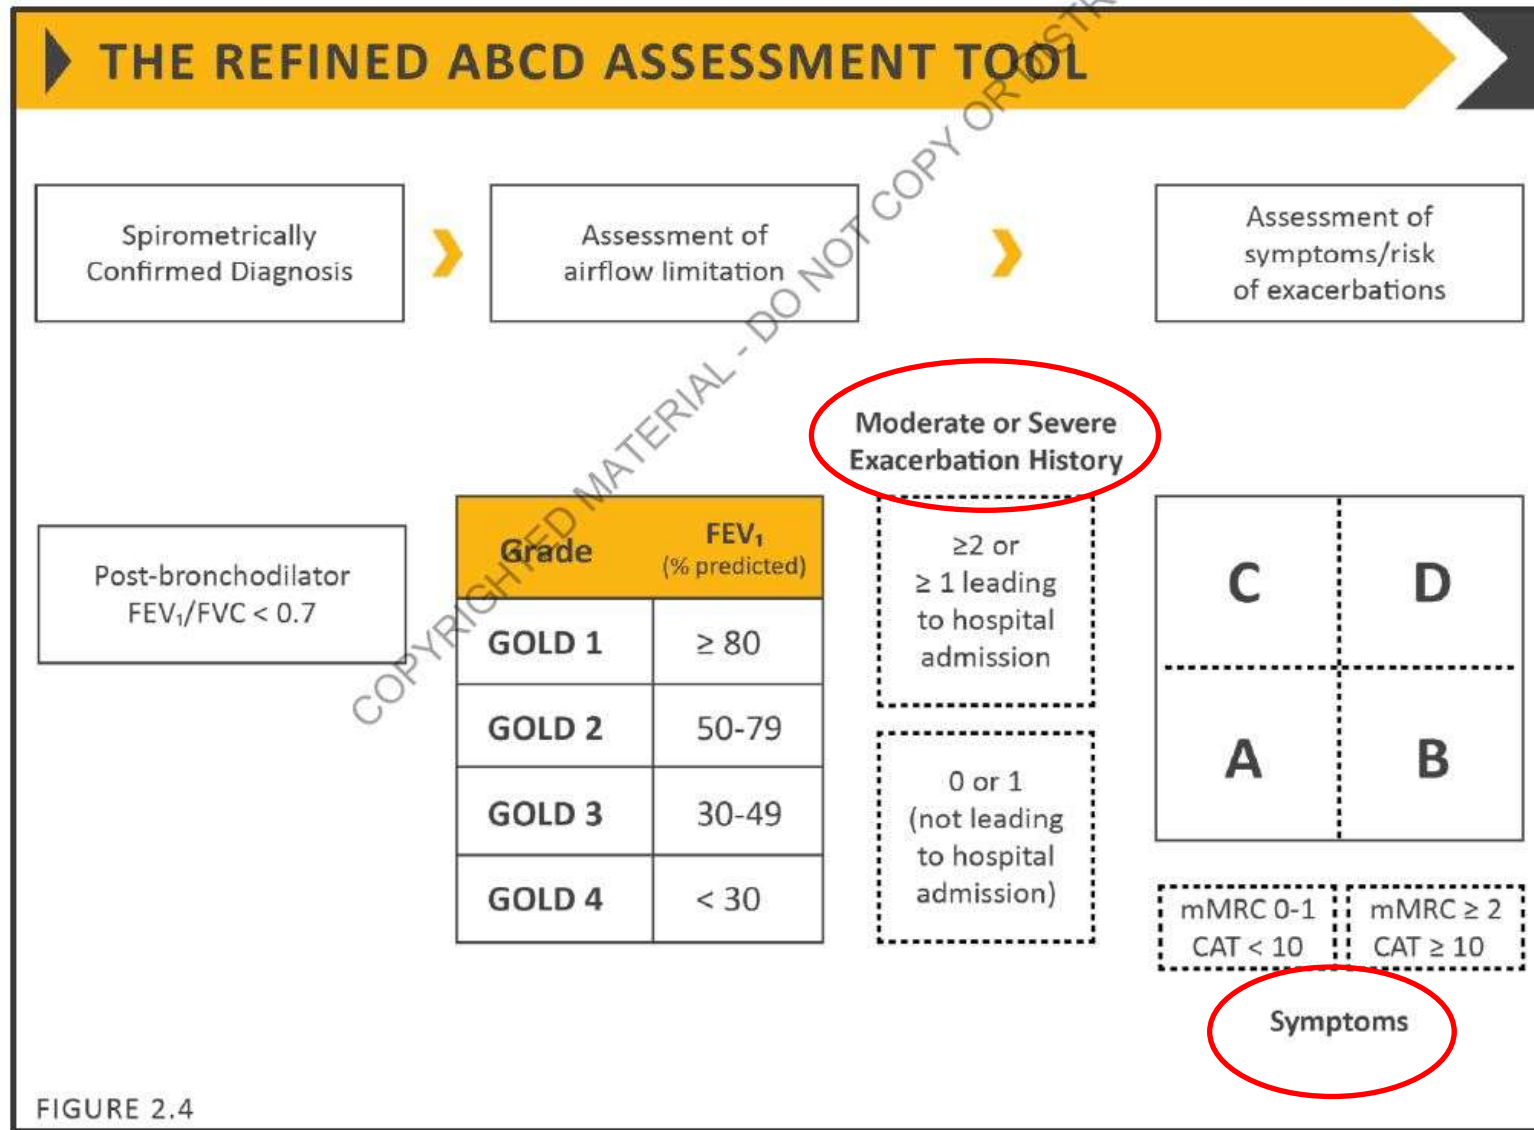 THE REFINED ABCD ASSESSMENT TOOL
Spirometrically
Confirmed Diagnosis
Assessment of
airflow limitation
Assessment of
symptoms/risk
of exacerbations
Post-bronchodilator
FEV₁/FVC < 0.7
Grade
FEV₁
(% predicted)
GOLD 1
≥ 80
GOLD 2
50-79
GOLD 3
30-49
GOLD 4
< 30
Moderate or Severe
Exacerbation History
≥2 or
≥ 1 leading
to hospital
admission
0 or 1
(not leading
to hospital
admission)
C
D
A
B
mMRC 0-1
CAT < 10
mMRC ≥ 2
CAT ≥ 10
Symptoms
FIGURE 2.4
COPYRIGHTED MATERIAL - DO NOT COPY OR DISTR